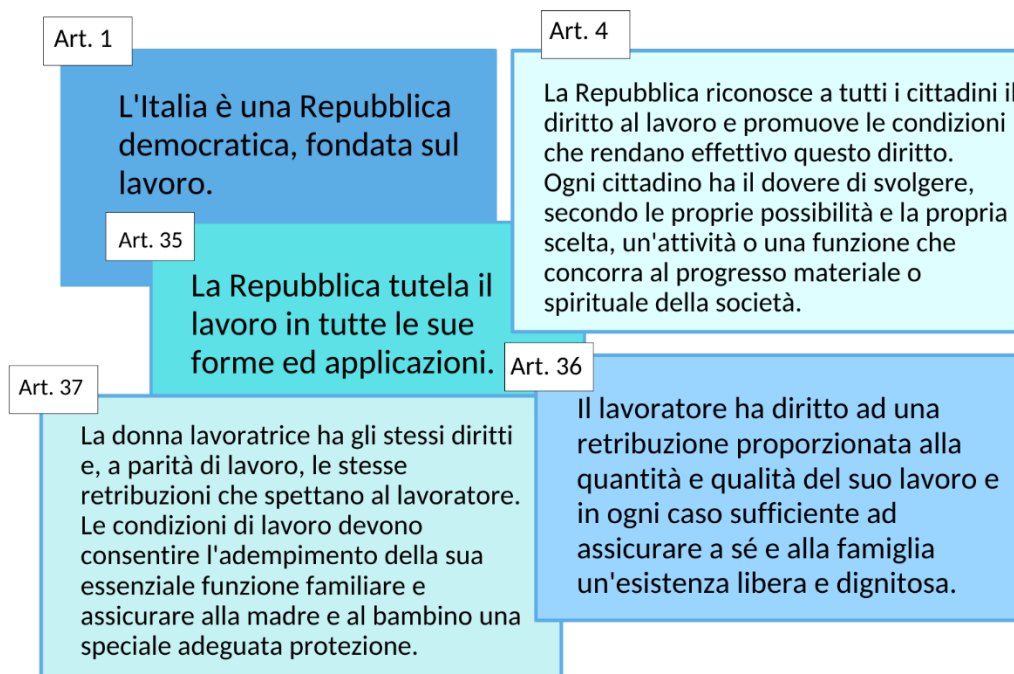 Art. 1
L'Italia è una Repubblica
democratica, fondata sul
lavoro.
Art. 4
La Repubblica riconosce a tutti i cittadini il
diritto al lavoro e promuove le condizioni
che rendano effettivo questo diritto.
Ogni cittadino ha il dovere di svolgere,
secondo le proprie possibilità e la propria
scelta, un'attività o una funzione che
concorra al progresso materiale o
spirituale della società.
Art. 35
La Repubblica tutela il
lavoro in tutte le sue
forme ed applicazioni.
Art. 36
Il lavoratore ha diritto ad una
retribuzione proporzionata alla
quantità e qualità del suo lavoro e
in ogni caso sufficiente ad
assicurare a sé e alla famiglia
un'esistenza libera e dignitosa.
Art. 37
La donna lavoratrice ha gli stessi diritti
e, a parità di lavoro, le stesse
retribuzioni che spettano al lavoratore.
Le condizioni di lavoro devono
consentire l'adempimento della sua
essenziale funzione familiare e
assicurare alla madre e al bambino una
speciale adeguata protezione.